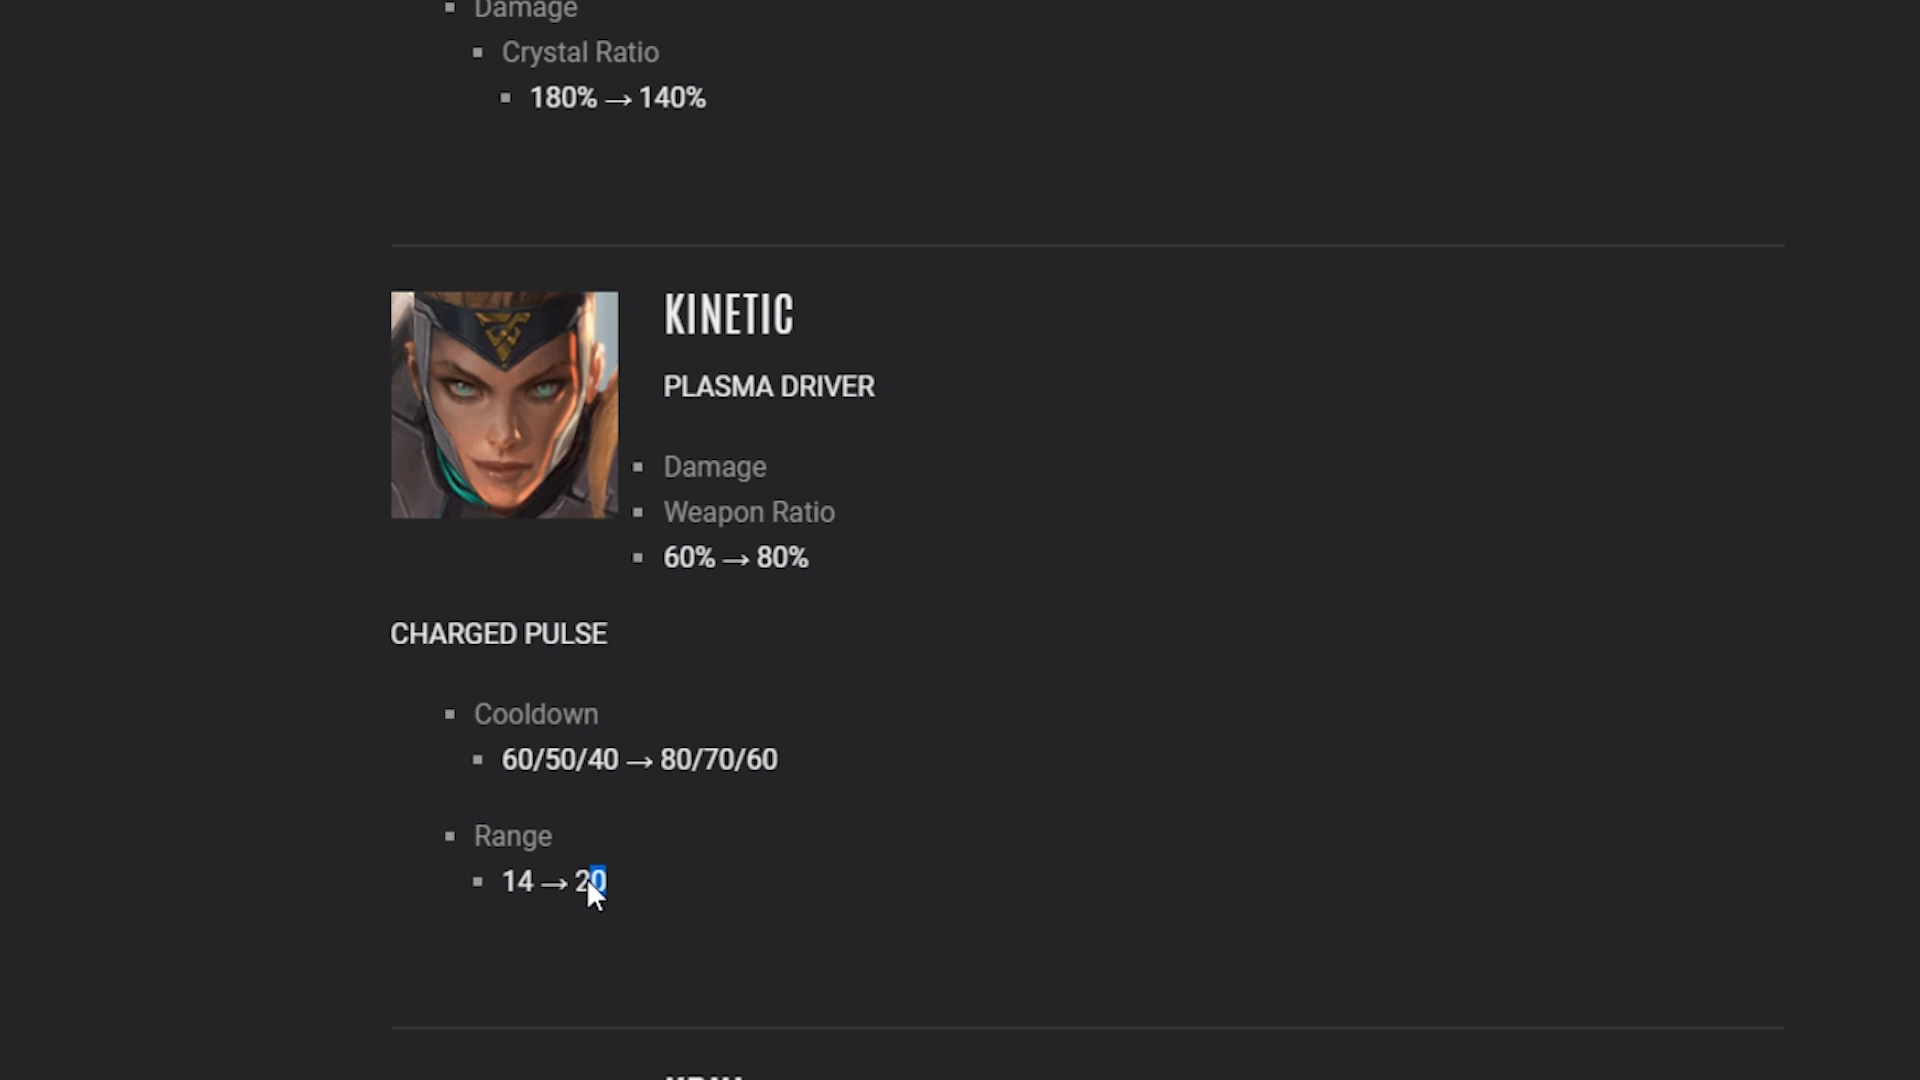 Damage
Crystal Ratio
180% → 140%
KINETIC
PLASMA DRIVER
Damage
Weapon Ratio
60% → 80%
CHARGED PULSE
Cooldown
60/50/40 → 80/70/60
Range
14 → 20